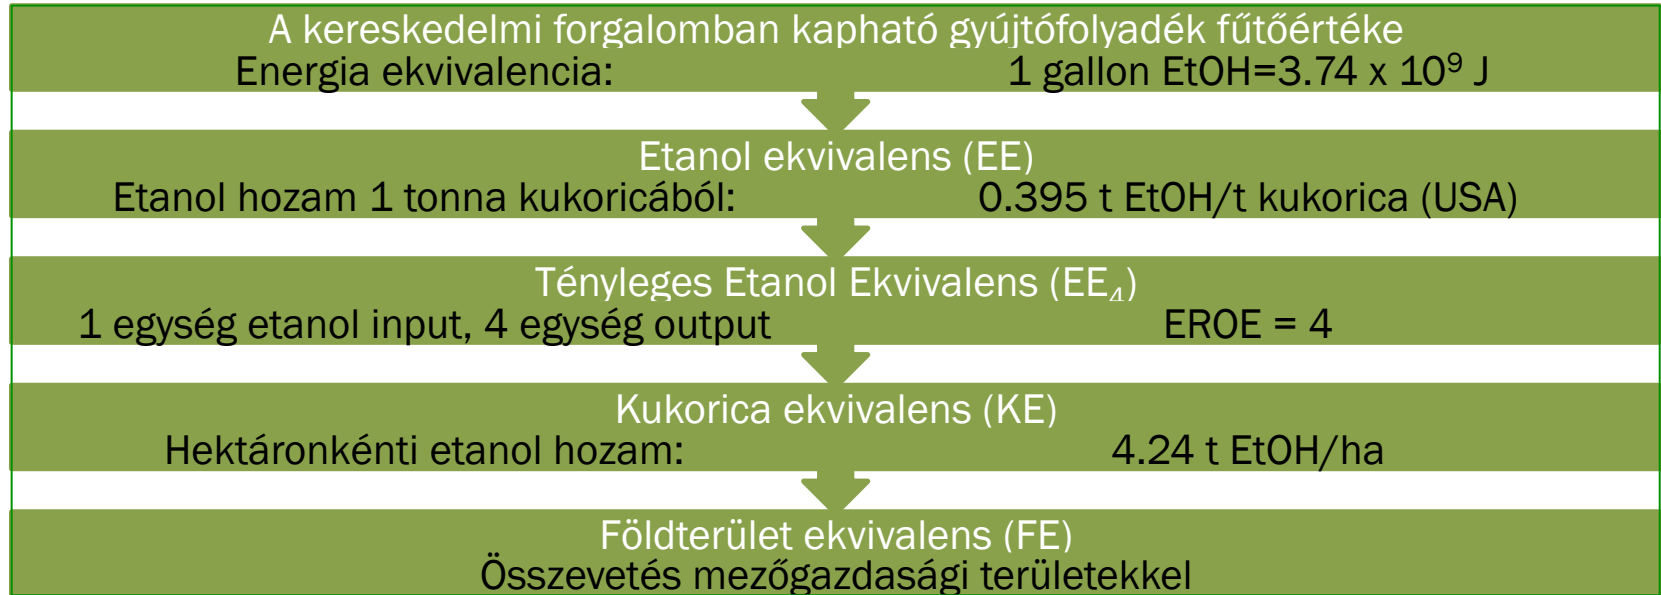 A kereskedelmi forgalomban kapható gyújtófolyadék fűtőértéke
Energia ekvivalencia: 1 gallon EtOH=3.74 x 10⁹ J
Etanol ekvivalens (EE)
Etanol hozam 1 tonna kukoricából: 0.395 t EtOH/t kukorica (USA)
Tényleges Etanol Ekvivalens (EE₄)
1 egység etanol input, 4 egység output EROE = 4
Kukorica ekvivalens (KE)
Hektáronkénti etanol hozam: 4.24 t EtOH/ha
Földterület ekvivalens (FE)
Összevetés mezőgazdasági területekkel